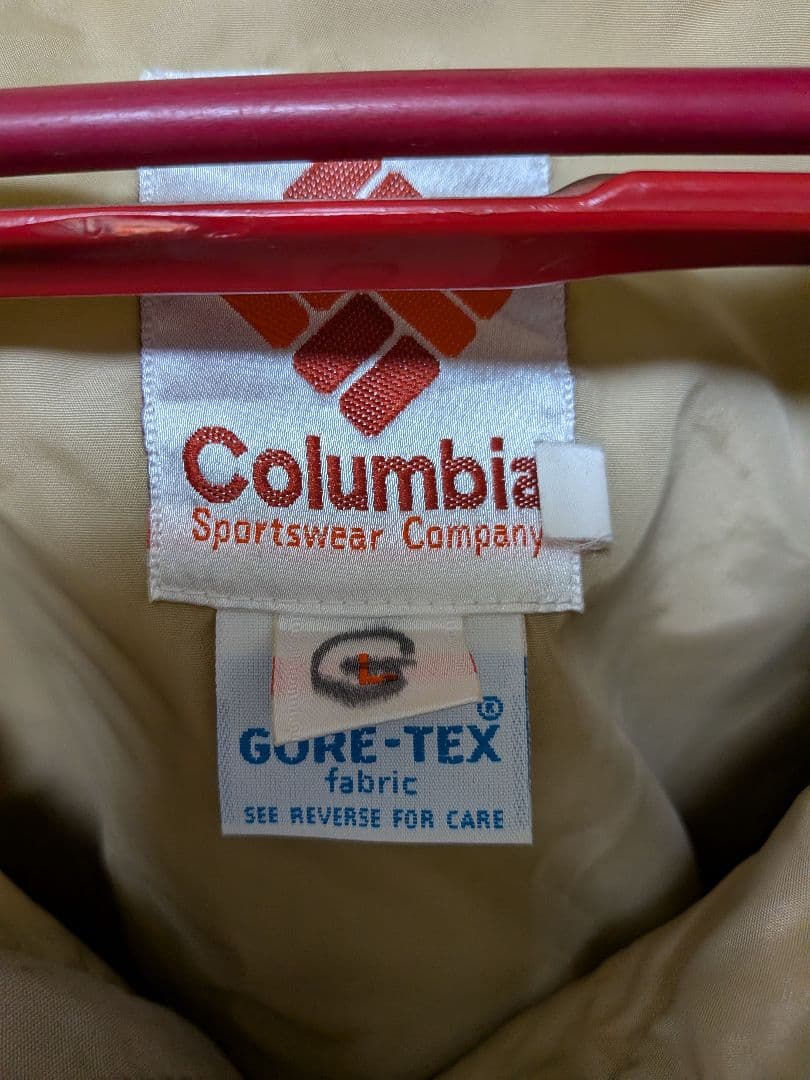 Columbia
Sportswear Company
L
GORE-TEX®
fabric
SEE REVERSE FOR CARE